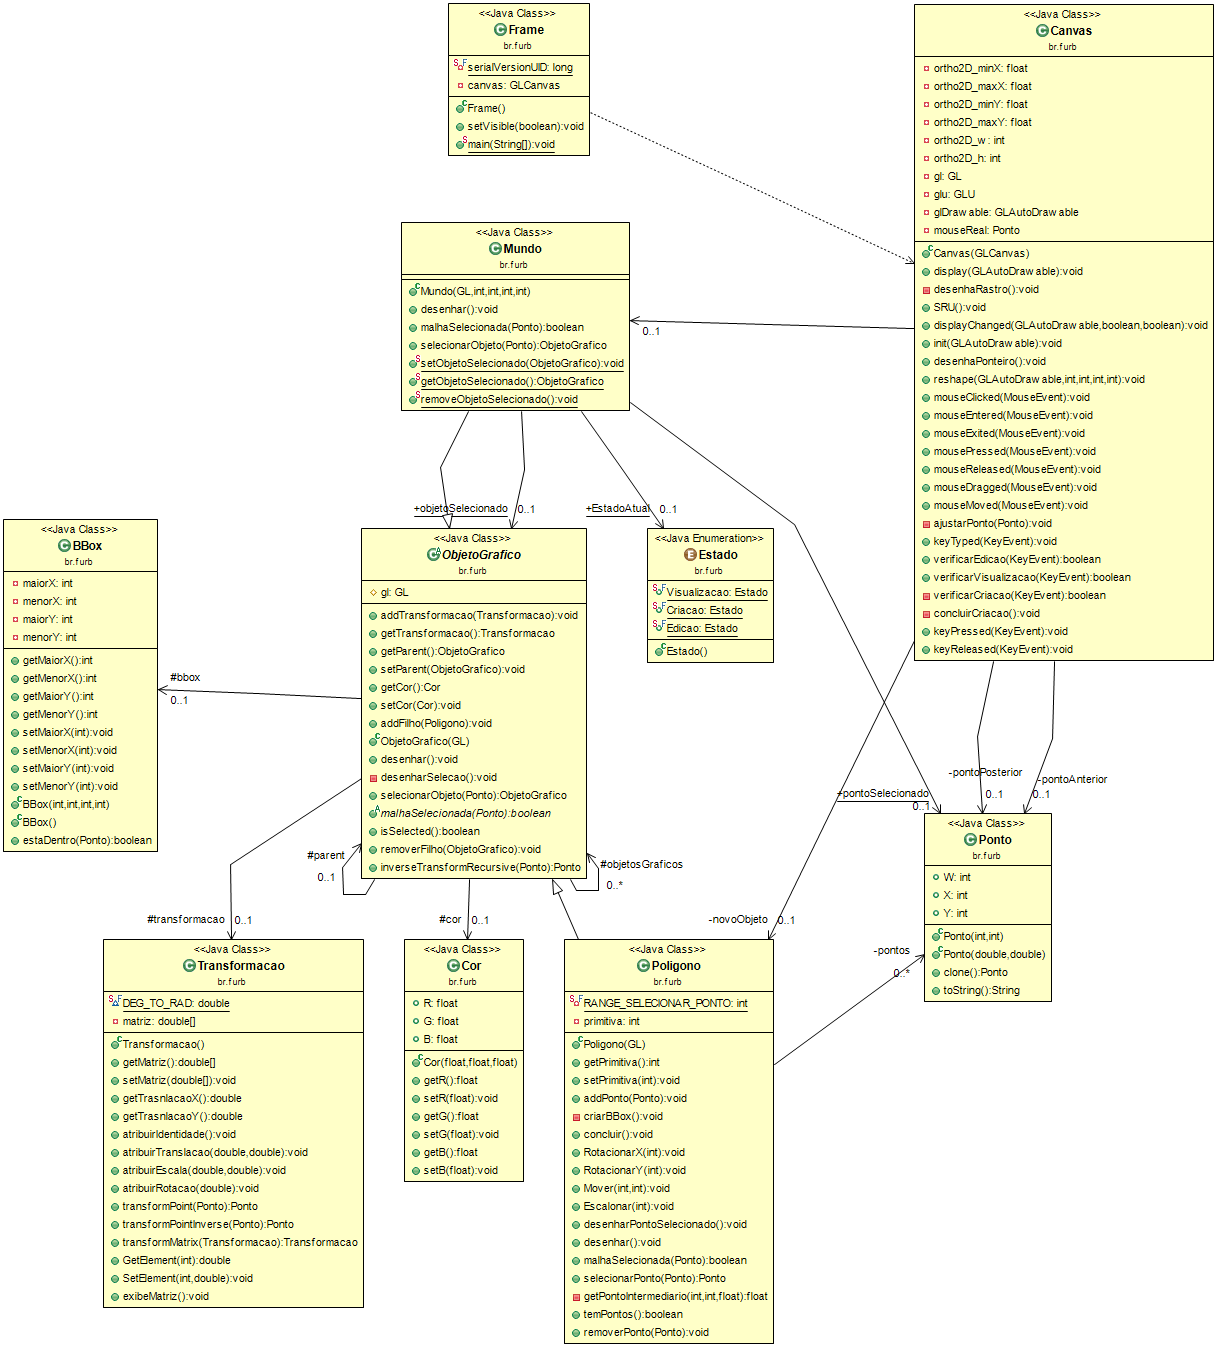 <<Java Class>>
Frame
br.furb
serialVersionUID: long
canvas: GLCanvas
Frame()
setVisible(boolean):void
main(String[]):void
<<Java Class>>
Canvas
br.furb
ortho2D_minX: float
ortho2D_maxX: float
ortho2D_minY: float
ortho2D_maxY: float
ortho2D_w: int
ortho2D_h: int
gl: GL
glu: GLU
glDrawable: GLAutoDrawable
mouseReal: Ponto
Canvas(GLCanvas)
display(GLAutoDrawable):void
desenhaRastro():void
SRU():void
displayChanged(GLAutoDrawable,boolean,boolean):void
init(GLAutoDrawable):void
desenhaPonteiro():void
reshape(GLAutoDrawable,int,int,int,int):void
mouseClicked(MouseEvent):void
mouseEntered(MouseEvent):void
mouseExited(MouseEvent):void
mousePressed(MouseEvent):void
mouseReleased(MouseEvent):void
mouseDragged(MouseEvent):void
mouseMoved(MouseEvent):void
ajustarPonto(Ponto):void
keyTyped(KeyEvent):void
verificarEdicao(KeyEvent):boolean
verificarVisualizacao(KeyEvent):boolean
verificarCriacao(KeyEvent):boolean
concluirCriacao():void
keyPressed(KeyEvent):void
keyReleased(KeyEvent):void
<<Java Class>>
Mundo
br.furb
Mundo(GL,int,int,int,int)
desenhar():void
malhaSelecionada(Ponto):boolean
selecionarObjeto(Ponto):ObjetoGrafico
setObjetoSelecionado(ObjetoGrafico):void
getObjetoSelecionado():ObjetoGrafico
removeObjetoSelecionado():void
0..1
+objetoSelecionado
0..1
+EstadoAtual
0..1
<<Java Class>>
BBox
br.furb
maiorX: int
menorX: int
maiorY: int
menorY: int
getMaiorX():int
getMenorX():int
getMaiorY():int
getMenorY():int
setMaiorX(int):void
setMenorX(int):void
setMaiorY(int):void
setMenorY(int):void
BBox(int,int,int,int)
BBox()
estaDentro(Ponto):boolean
#bbox
0..1
<<Java Class>>
ObjetoGrafico
br.furb
gl: GL
addTransformacao(Transformacao):void
getTransformacao():Transformacao
getParent():ObjetoGrafico
setParent(ObjetoGrafico):void
getCor():Cor
setCor(Cor):void
addFilho(Poligono):void
ObjetoGrafico(GL)
desenhar():void
desenharSelecao():void
selecionarObjeto(Ponto):ObjetoGrafico
malhaSelecionada(Ponto):boolean
isSelected():boolean
removerFilho(ObjetoGrafico):void
inverseTransformRecursive(Ponto):Ponto
<<Java Enumeration>>
Estado
br.furb
Visualizacao: Estado
Criacao: Estado
Edicao: Estado
Estado()
-pontoPosterior
0..1
-pontoAnterior
0..1
+pontoSelecionado
0..1
<<Java Class>>
Ponto
br.furb
W: int
X: int
Y: int
Ponto(int,int)
Ponto(double,double)
clone():Ponto
toString():String
#parent
0..1
#objetosGraficos
0..*
#transformacao
0..1
#cor
0..1
-novoObjeto
0..1
-pontos
0..*
<<Java Class>>
Transformacao
br.furb
DEG_TO_RAD: double
matriz: double[]
Transformacao()
getMatriz():double[]
setMatriz(double[]):void
getTrasnlacaoX():double
getTrasnlacaoY():double
atribuirIdentidade():void
atribuirTranslacao(double,double):void
atribuirEscala(double,double):void
atribuirRotacao(double):void
transformPoint(Ponto):Ponto
transformPointInverse(Ponto):Ponto
transformMatrix(Transformacao):Transformacao
GetElement(int):double
SetElement(int,double):void
exibeMatriz():void
<<Java Class>>
Cor
br.furb
R: float
G: float
B: float
Cor(float,float,float)
getR():float
setR(float):void
getG():float
setG(float):void
getB():float
setB(float):void
<<Java Class>>
Poligono
br.furb
RANGE_SELECIONAR_PONTO: int
primitiva: int
Poligono(GL)
getPrimitiva():int
setPrimitiva(int):void
addPonto(Ponto):void
criarBBox():void
concluir():void
RotacionarX(int):void
RotacionarY(int):void
Mover(int,int):void
Escalonar(int):void
desenharPontoSelecionado():void
desenhar():void
malhaSelecionada(Ponto):boolean
selecionarPonto(Ponto):Ponto
getPontoIntermediario(int,int,float):float
temPontos():boolean
removerPonto(Ponto):void